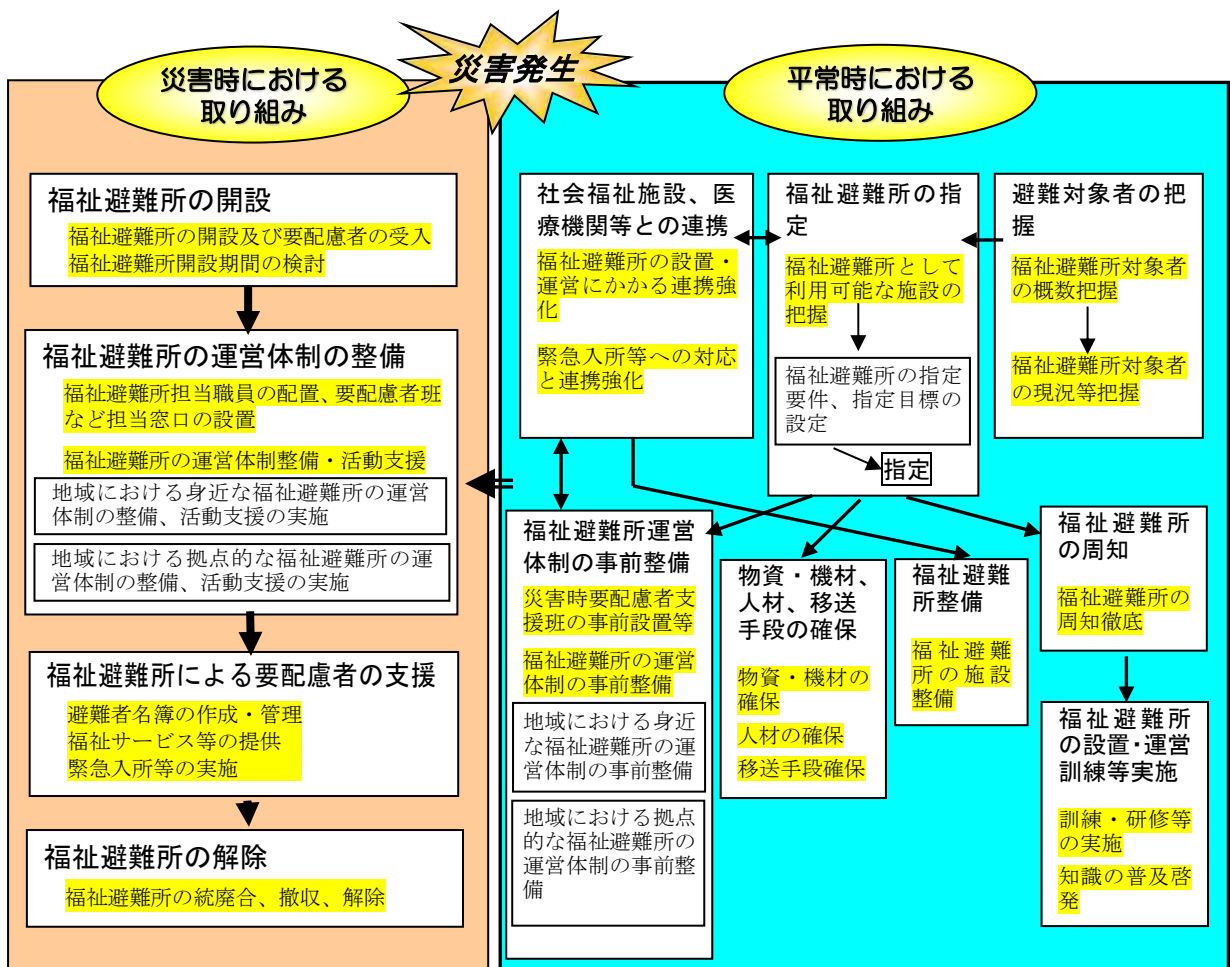 災害発生
災害時における
取り組み
福祉避難所の開設
福祉避難所の開設及び要配慮者の受入
福祉避難所開設期間の検討
福祉避難所の運営体制の整備
福祉避難所担当職員の配置、要配慮者班
など担当窓口の設置
福祉避難所の運営体制整備・活動支援
地域における身近な福祉避難所の運営
体制の整備、活動支援の実施
地域における拠点的な福祉避難所の運
営体制の整備、活動支援の実施
福祉避難所による要配慮者の支援
避難者名簿の作成・管理
福祉サービス等の提供
緊急入所等の実施
福祉避難所の解除
福祉避難所の統廃合、撤収、解除
平常時における
取り組み
社会福祉施設、医
療機関等との連携
福祉避難所の設置・
運営にかかる連携強
化
緊急入所等への対応
と連携強化
福祉避難所の指
定
福祉避難所として
利用可能な施設の
把握
福祉避難所の指定
要件、指定目標の
設定
指定
避難対象者の把
握
福祉避難所対象者
の概数把握
福祉避難所対象者
の現況等把握
福祉避難所運営
体制の事前整備
災害時要配慮者支
援班の事前設置等
福祉避難所の運営
体制の事前整備
地域における身近
な福祉避難所の運
営体制の事前整備
地域における拠点
的な福祉避難所の
運営体制の事前整
備
物資・機材、
人材、移送
手段の確保
物資・機材の
確保
人材の確保
移送手段確保
福祉避難
所整備
福祉避難
所の施設
整備
福祉避難所
の周知
福祉避難所の
周知徹底
福祉避難所
の設置・運営
訓練等実施
訓練・研修等
の実施
知識の普及啓
発